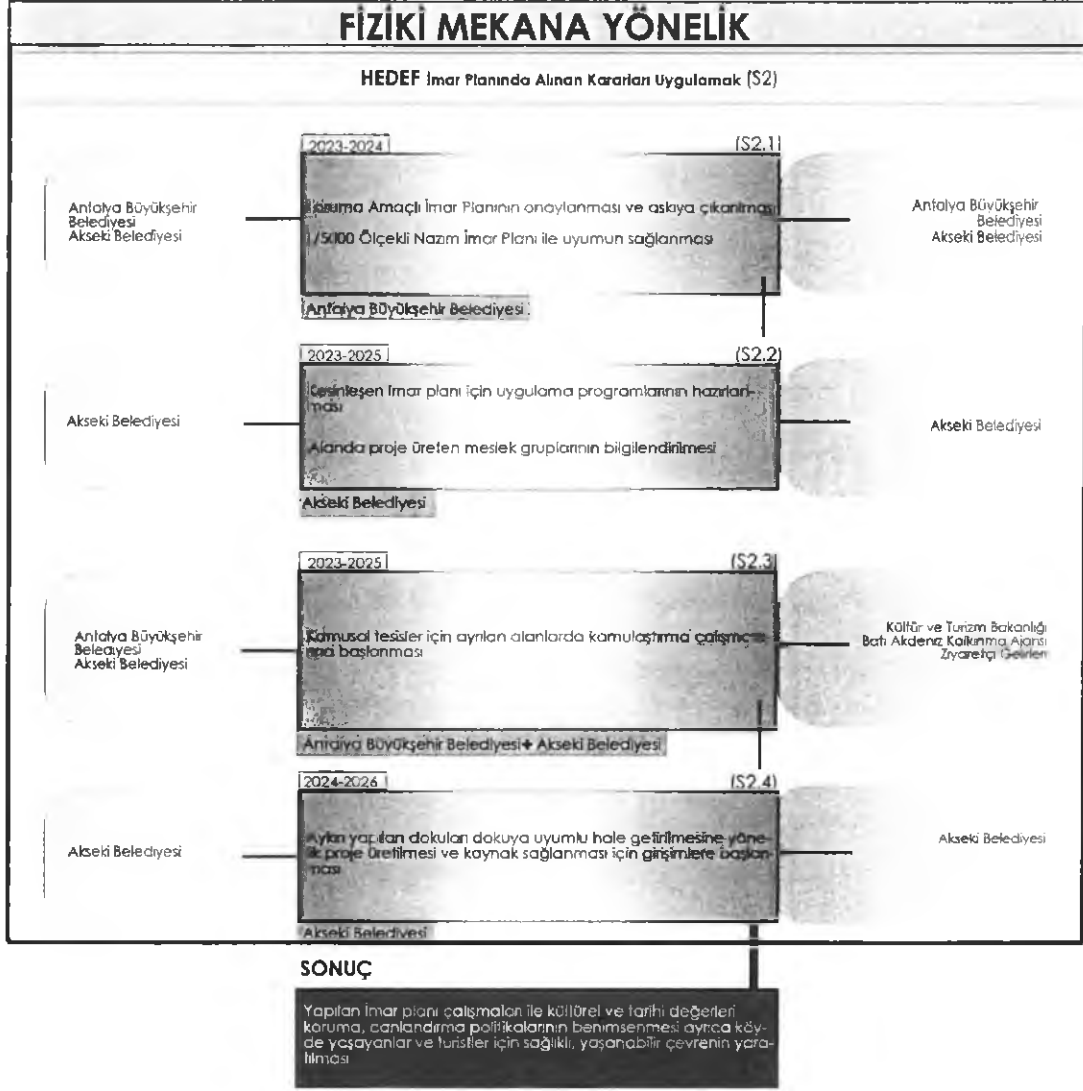 FİZİKİ MEKANA YÖNELİK
HEDEF İmar Planında Alınan Kararları Uygulamak (S2)
2023-2024
(S2.1)
Antalya Büyükşehir
Belediyesi
Akseki Belediyesi
Koruma Amaçlı İmar Planının onaylanması ve askıya çıkarılması
1/5000 Ölçekli Nazım İmar Planı ile uyumun sağlanması
Antalya Büyükşehir
Belediyesi
Akseki Belediyesi
Antalya Büyükşehir Belediyesi
2023-2025
(S2.2)
Akseki Belediyesi
Kesinleşen imar planı için uygulama programlarının hazırlan-
ması
Alanda proje üreten meslek gruplarının bilgilendirilmesi
Akseki Belediyesi
Akseki Belediyesi
2023-2025
(S2.3)
Antalya Büyükşehir
Belediyesi
Akseki Belediyesi
Kamusal tesisler için ayrılan alanlarda kamulaştırma
başlanması
Kültür ve Turizm Bakanlığı
Batı Akdeniz Kalkınma Ajansı
Ziyaretçi Gelirleri
Antalya Büyükşehir Belediyesi+ Akseki Belediyesi
2024-2026
(S2.4)
Akseki Belediyesi
Aykırı yapılan dokuları dokuya uyumlu hale getirilmesine yöne-
lik proje üretilmesi ve kaynak sağlanması için girişimlere başlan-
ması
Akseki Belediyesi
Akseki Belediyesi
SONUÇ
Yapılan İmar planı çalışmaları ile kültürel ve tarihi değerleri
koruma, canlandırma politikalarının benimsenmesi ayrıca köy-
de yaşayanlar ve turistler için sağlıklı, yaşanabilir çevrenin yara-
tılması